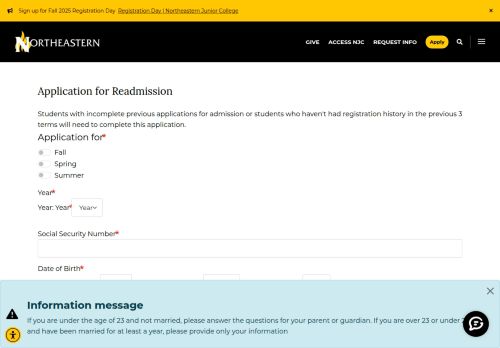 Sign up for Fall 2025 Registration Day Registration Day | Northeastern Junior College ×
NORTHEASTERN GIVE ACCESS NJC REQUEST INFO Apply
Application for Readmission
Students with incomplete previous applications for admission or students who haven't had registration history in the previous 3
terms will need to complete this application.
Application for*
Fall
Spring
Summer
Year*
Year: Year* Year
Social Security Number*
Date of Birth*
Information message
If you are under the age of 23 and not married, please answer the questions for your parent or guardian. If you are over 23 or under
and have been married for at least a year, please provide only your information